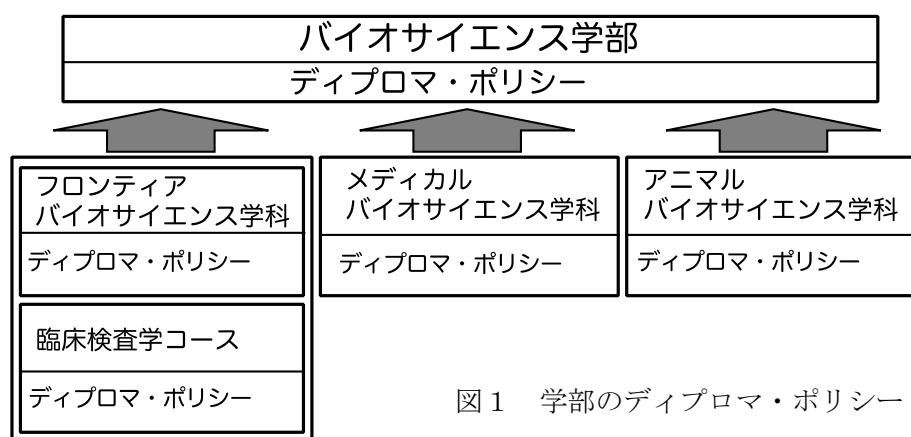 バイオサイエンス学部
ディプロマ・ポリシー
フロンティア
バイオサイエンス学科
ディプロマ・ポリシー
臨床検査学コース
ディプロマ・ポリシー
メディカル
バイオサイエンス学科
ディプロマ・ポリシー
アニマル
バイオサイエンス学科
ディプロマ・ポリシー
図1 学部のディプロマ・ポリシー